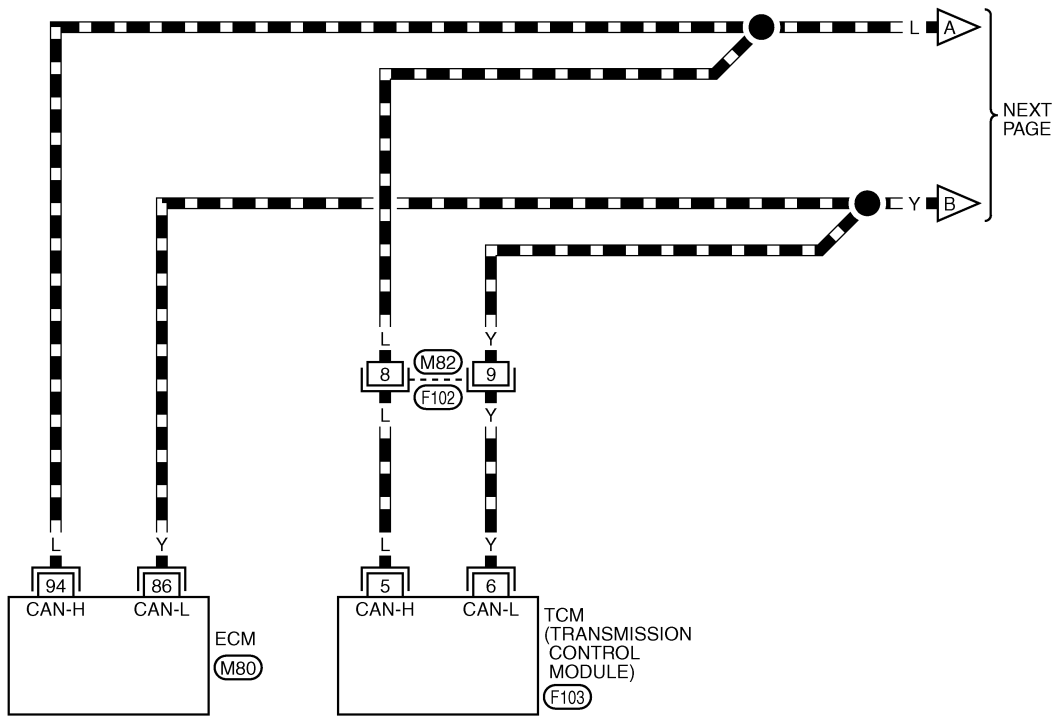 L
A
NEXT
PAGE
Y
B
L
Y
8
M82
9
F102
L
Y
L
Y
L
Y
94
86
5
6
CAN-H
CAN-L
CAN-H
CAN-L
ECM
M80
TCM
(TRANSMISSION
CONTROL
MODULE)
F103